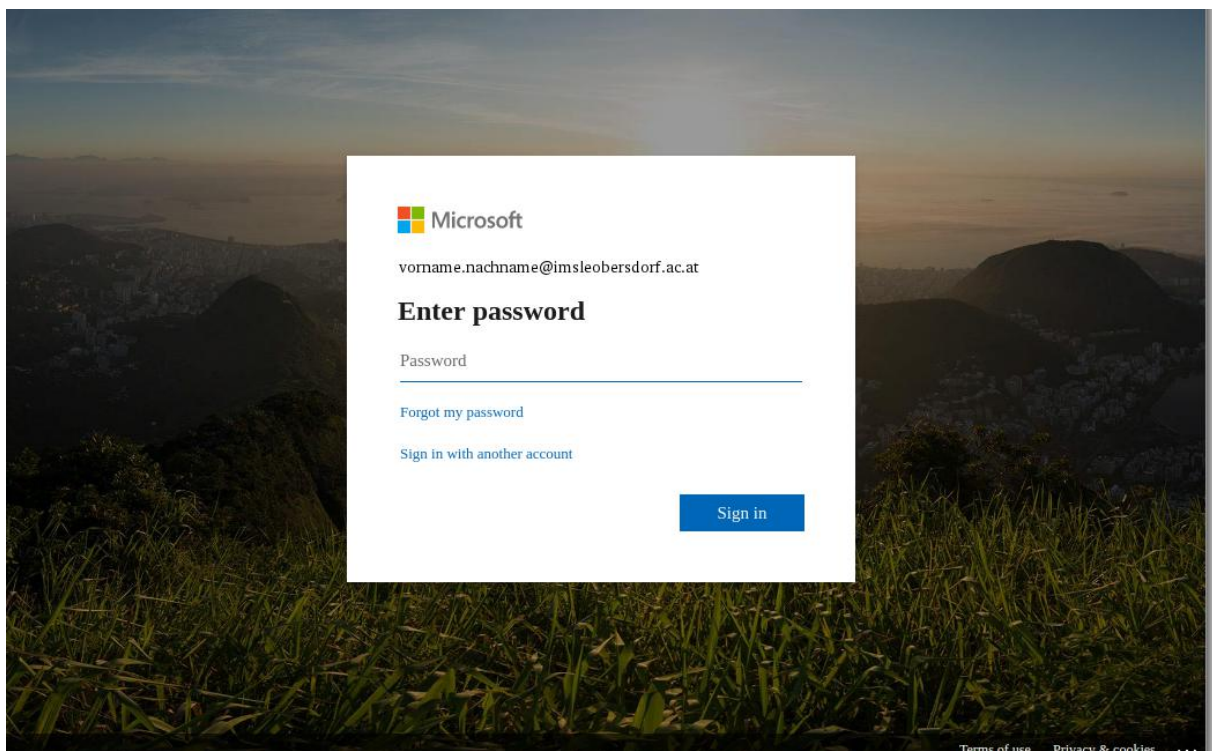 Microsoft
vorname.nachname@imsleobersdorf.ac.at
Enter password
Password
Forgot my password
Sign in with another account
Sign in
Terms of use Privacy & cookies ...